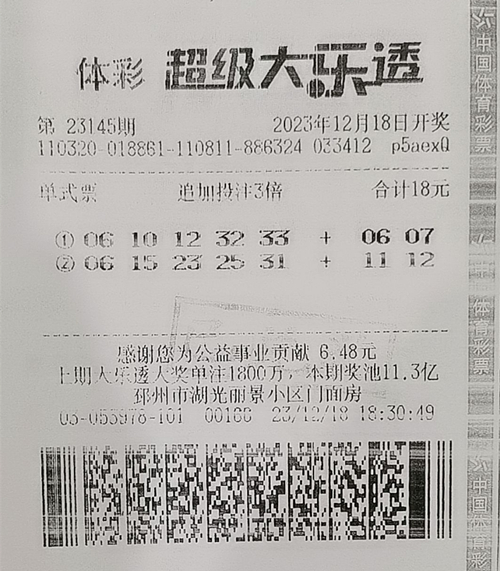 体彩 超级大乐透
第 23145期 2023年12月18日开奖
110320-018861-110811-886324 033412 p5aexQ
单式票 追加投注3倍 合计18元
① 06 10 12 32 33 + 06 07
② 06 15 23 25 31 + 11 12
感谢您为公益事业贡献 6.48元
上期大乐透大奖单注1800万，本期奖池11.3亿
邳州市湖光丽景小区门面房
03-055978-101 00188 23/12/18 18:30:49
中国体育彩票
体育彩票
中国体育彩